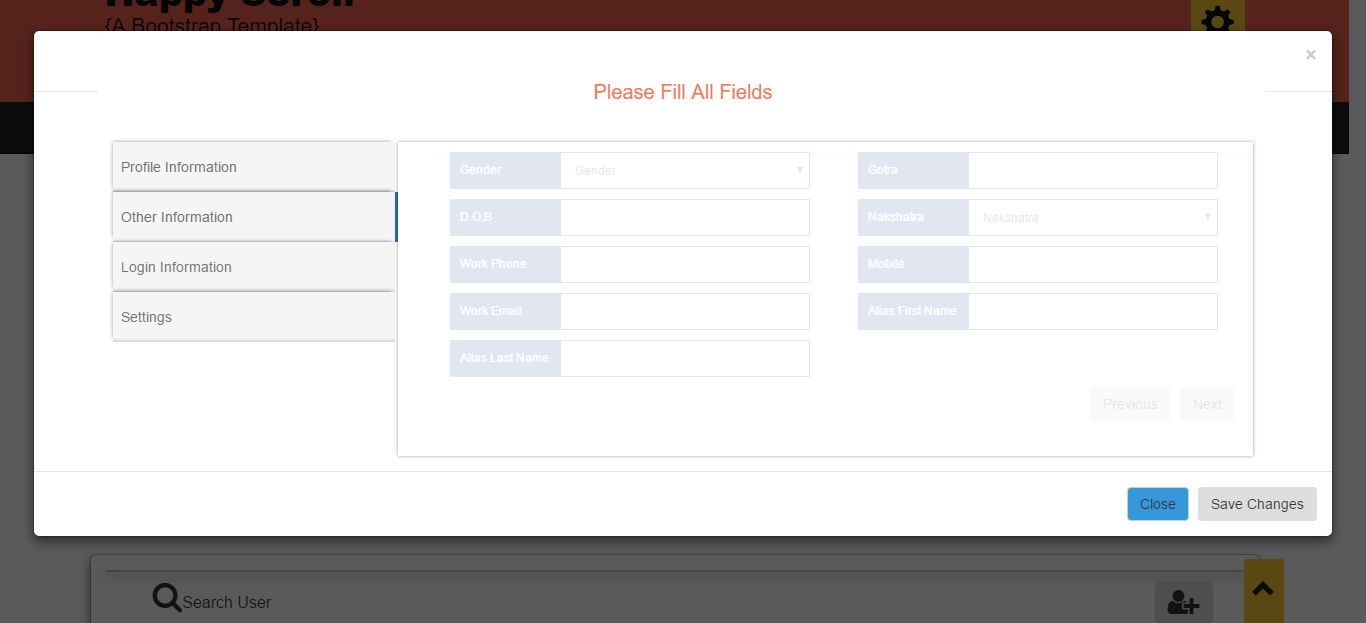 Happy Scroll
{A Bootstrap Template}
×
Please Fill All Fields
Profile Information
Other Information
Login Information
Settings
Gender Gender
Gotra
D.O.B
Nakshatra Nakshatra
Work Phone
Mobile
Work Email
Alias First Name
Alias Last Name
Previous Next
Close Save Changes
Search User